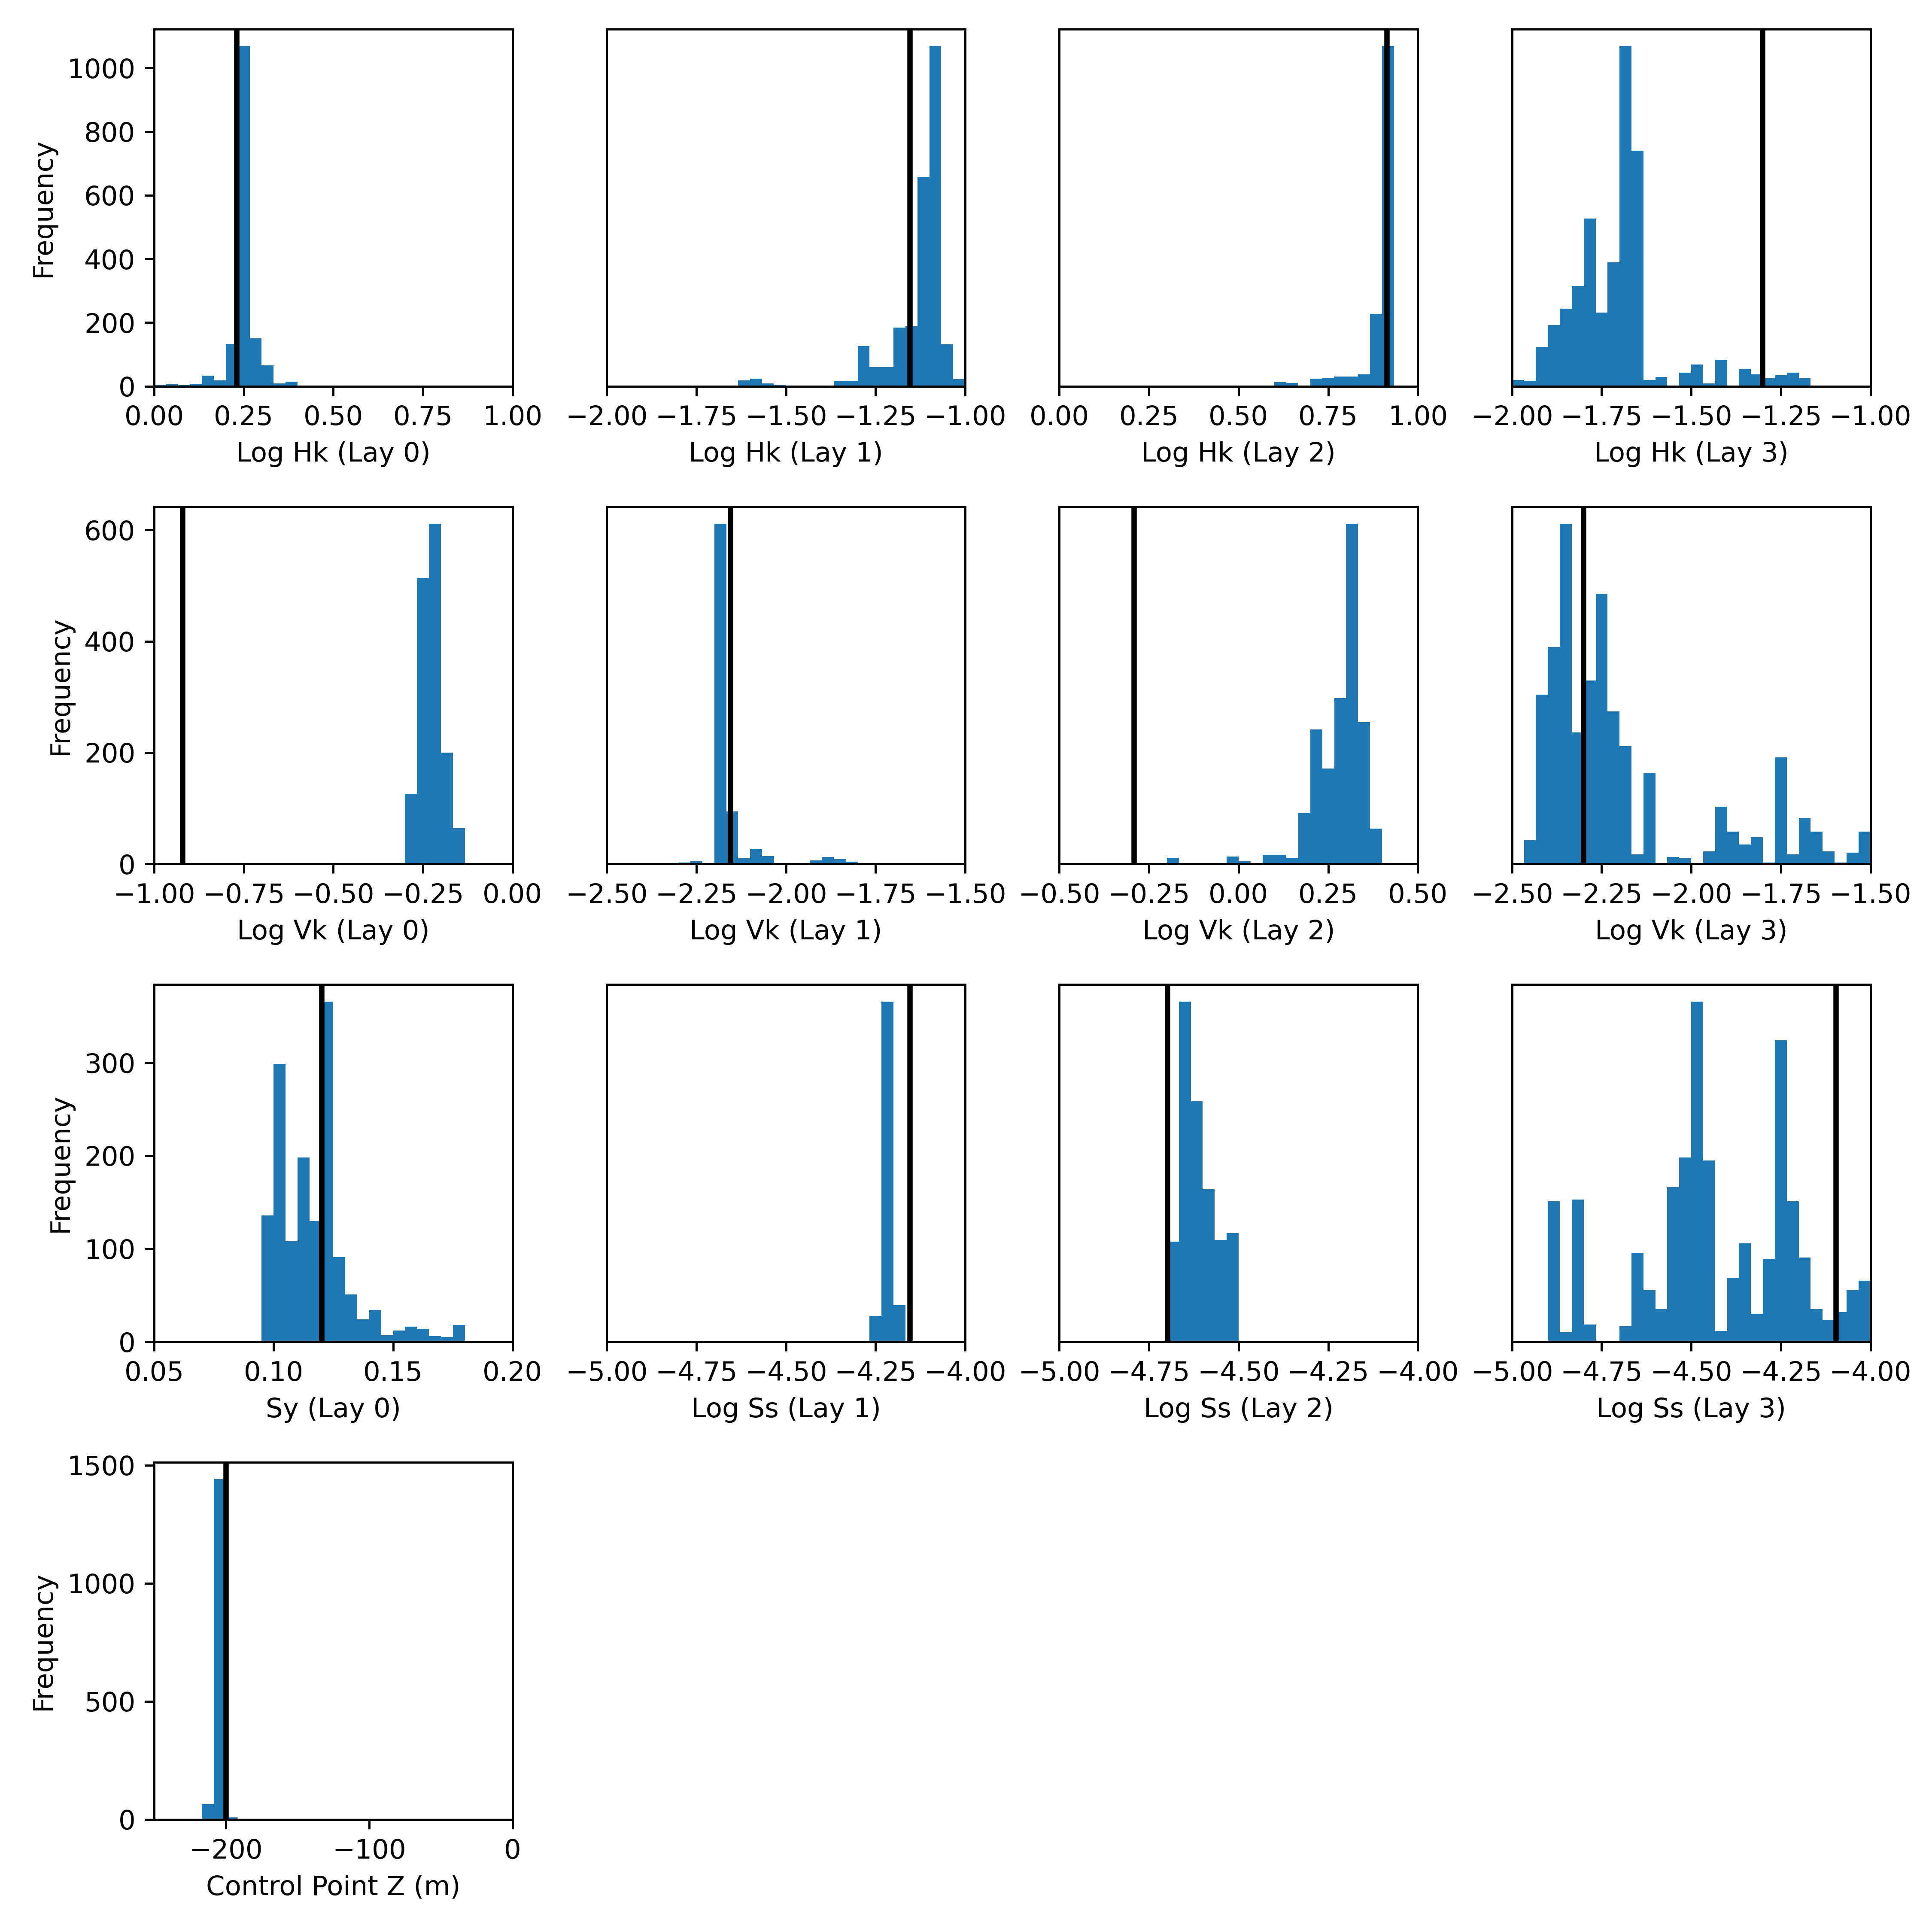 Frequency
0 200 400 600 800 1000
0.00 0.25 0.50 0.75 1.00
Log Hk (Lay 0)
−2.00 −1.75 −1.50 −1.25 −1.00
Log Hk (Lay 1)
0.00 0.25 0.50 0.75 1.00
Log Hk (Lay 2)
−2.00 −1.75 −1.50 −1.25 −1.00
Log Hk (Lay 3)
Frequency
0 200 400 600
−1.00 −0.75 −0.50 −0.25 0.00
Log Vk (Lay 0)
−2.50 −2.25 −2.00 −1.75 −1.50
Log Vk (Lay 1)
−0.50 −0.25 0.00 0.25 0.50
Log Vk (Lay 2)
−2.50 −2.25 −2.00 −1.75 −1.50
Log Vk (Lay 3)
Frequency
0 100 200 300
0.05 0.10 0.15 0.20
Sy (Lay 0)
−5.00 −4.75 −4.50 −4.25 −4.00
Log Ss (Lay 1)
−5.00 −4.75 −4.50 −4.25 −4.00
Log Ss (Lay 2)
−5.00 −4.75 −4.50 −4.25 −4.00
Log Ss (Lay 3)
Frequency
0 500 1000 1500
−200 −100 0
Control Point Z (m)